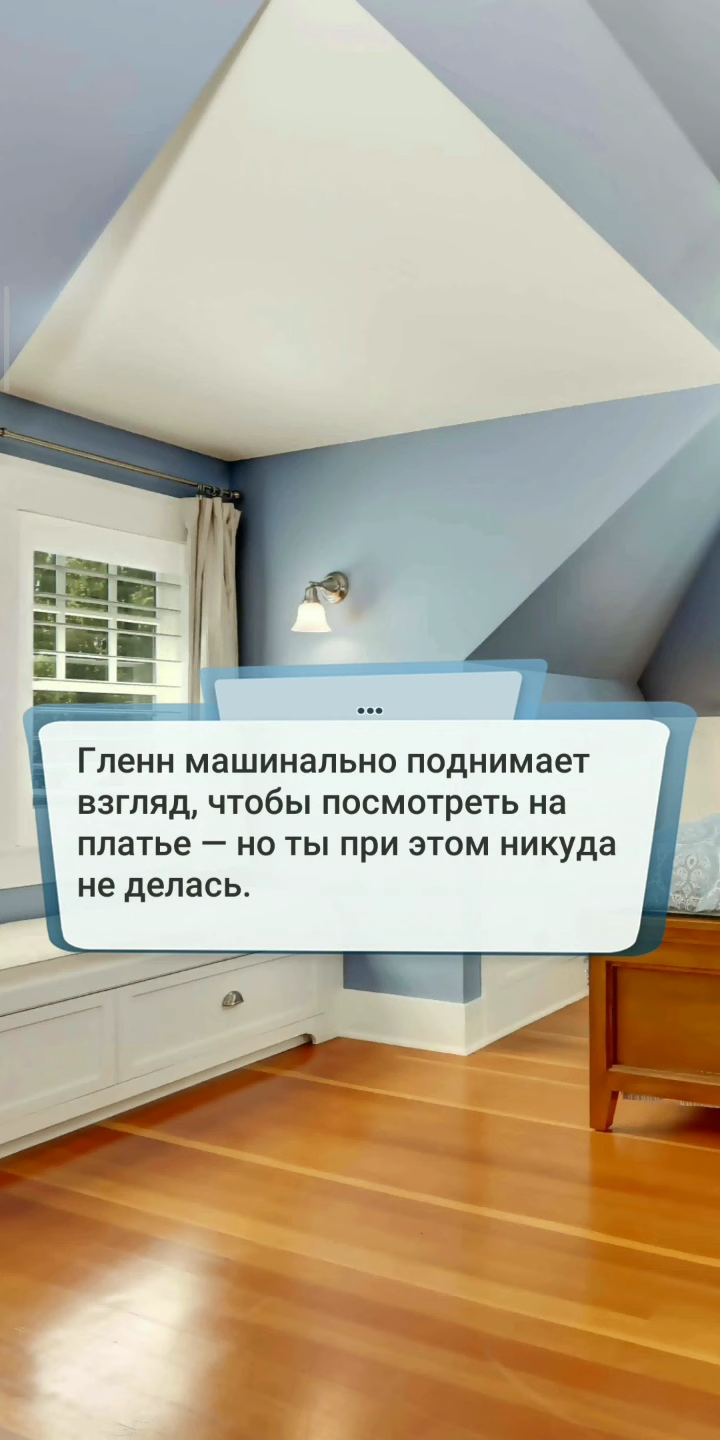 ...
Гленн машинально поднимает
взгляд, чтобы посмотреть на
платье — но ты при этом никуда
не делась.